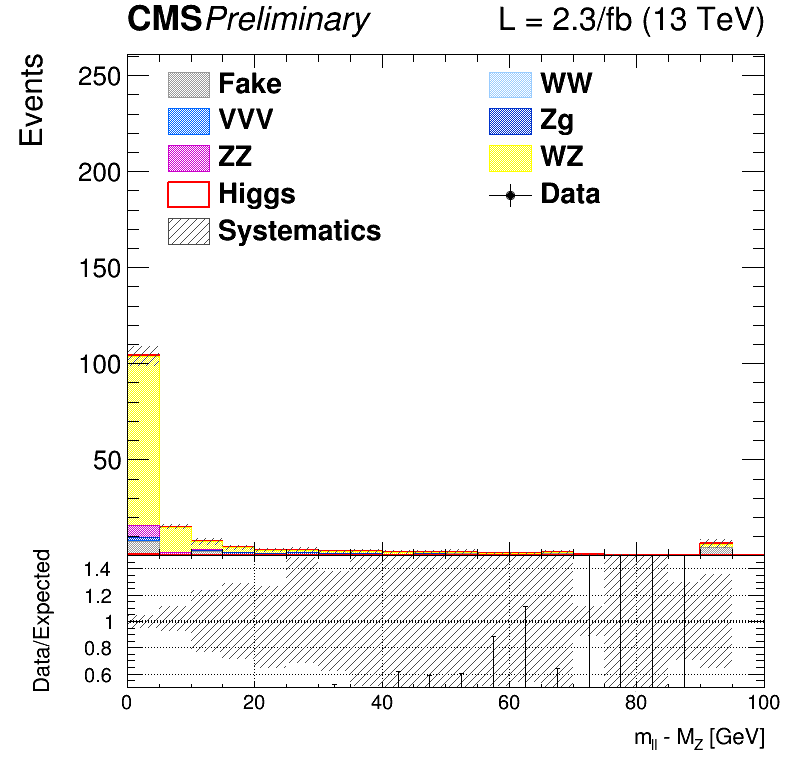 CMS Preliminary L = 2.3/fb (13 TeV)
Events
250
200
150
100
50
Fake WW
VVV Zg
ZZ WZ
Higgs Data
Systematics
Data/Expected
1.4
1.2
1
0.8
0.6
0 20 40 60 80 100
m_ll - M_Z [GeV]